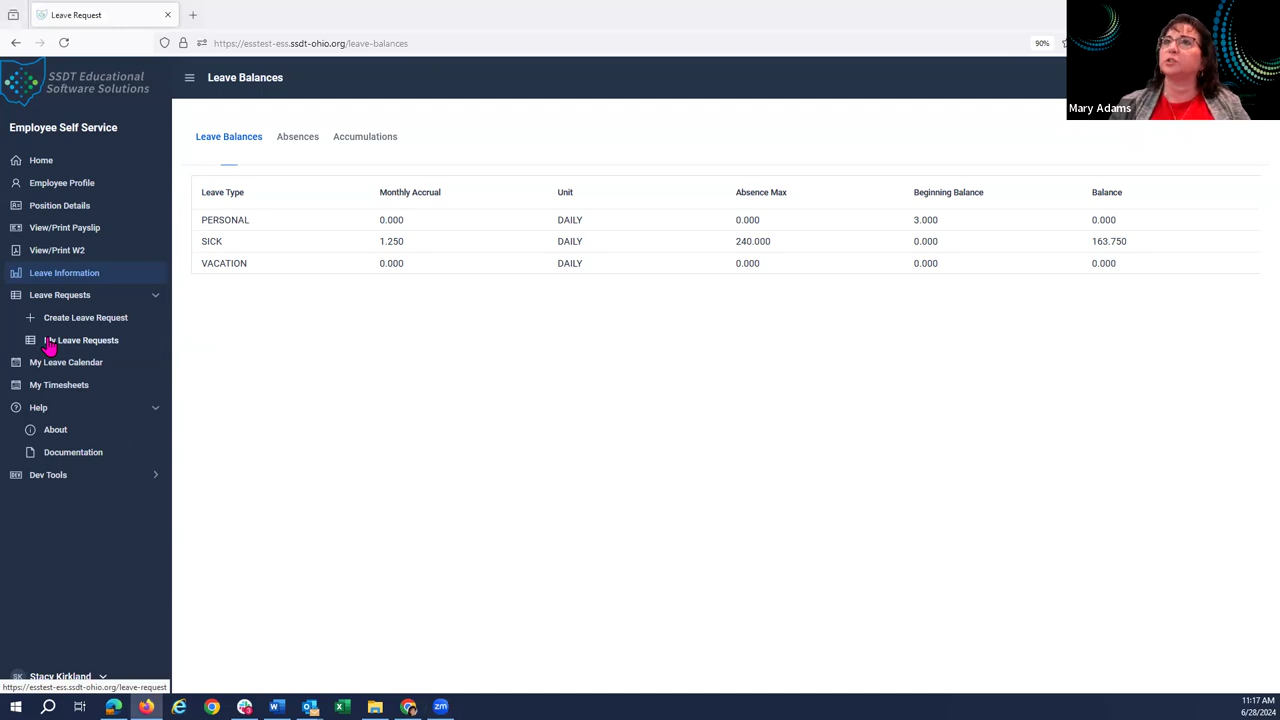 Leave Request
https://esstest-ess.ssdt-ohio.org/leave-balances
90%
SSDT Educational
Software Solutions
Leave Balances
Mary Adams
Employee Self Service
Home
Employee Profile
Position Details
View/Print Payslip
View/Print W2
Leave Information
Leave Requests
Create Leave Request
My Leave Requests
My Leave Calendar
My Timesheets
Help
About
Documentation
DEV Dev Tools
Leave Balances Absences Accumulations
Leave Type Monthly Accrual Unit Absence Max Beginning Balance Balance
PERSONAL 0.000 DAILY 0.000 3.000 0.000
SICK 1.250 DAILY 240.000 0.000 163.750
VACATION 0.000 DAILY 0.000 0.000 0.000
SK Stacy Kirkland
https://esstest-ess.ssdt-ohio.org/leave-request
zm
11:17 AM
6/28/2024